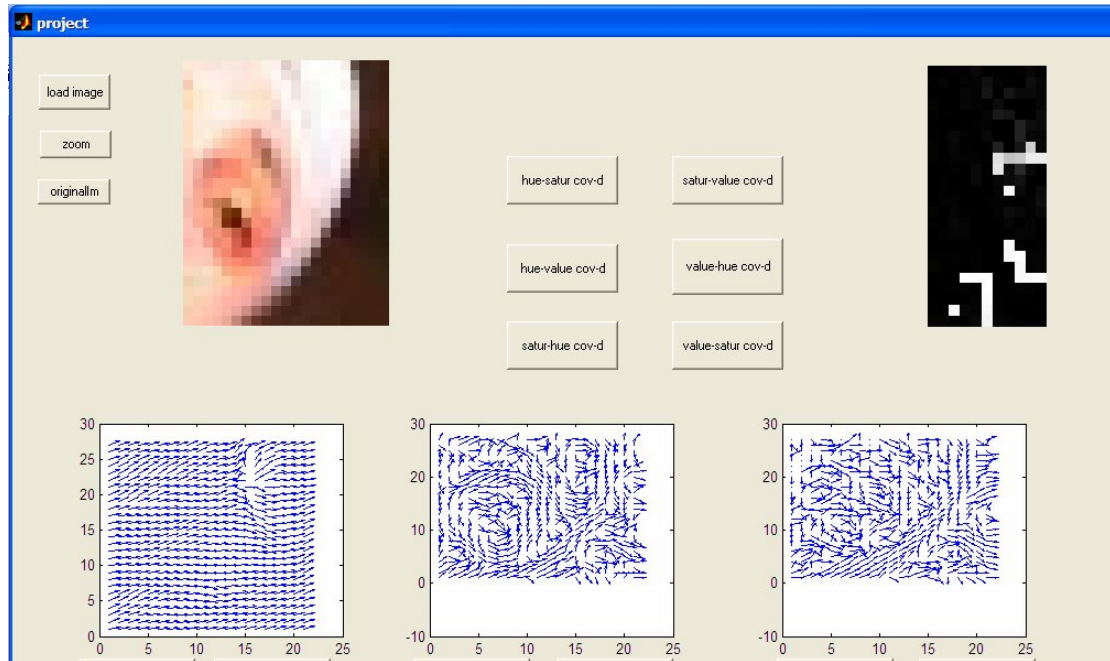 project
load image
zoom
originalIm
hue-satur cov-d
satur-value cov-d
hue-value cov-d
value-hue cov-d
satur-hue cov-d
value-satur cov-d
30
25
20
15
10
5
0
0 5 10 15 20 25
30
20
10
0
-10
0 5 10 15 20 25
30
20
10
0
-10
0 5 10 15 20 25